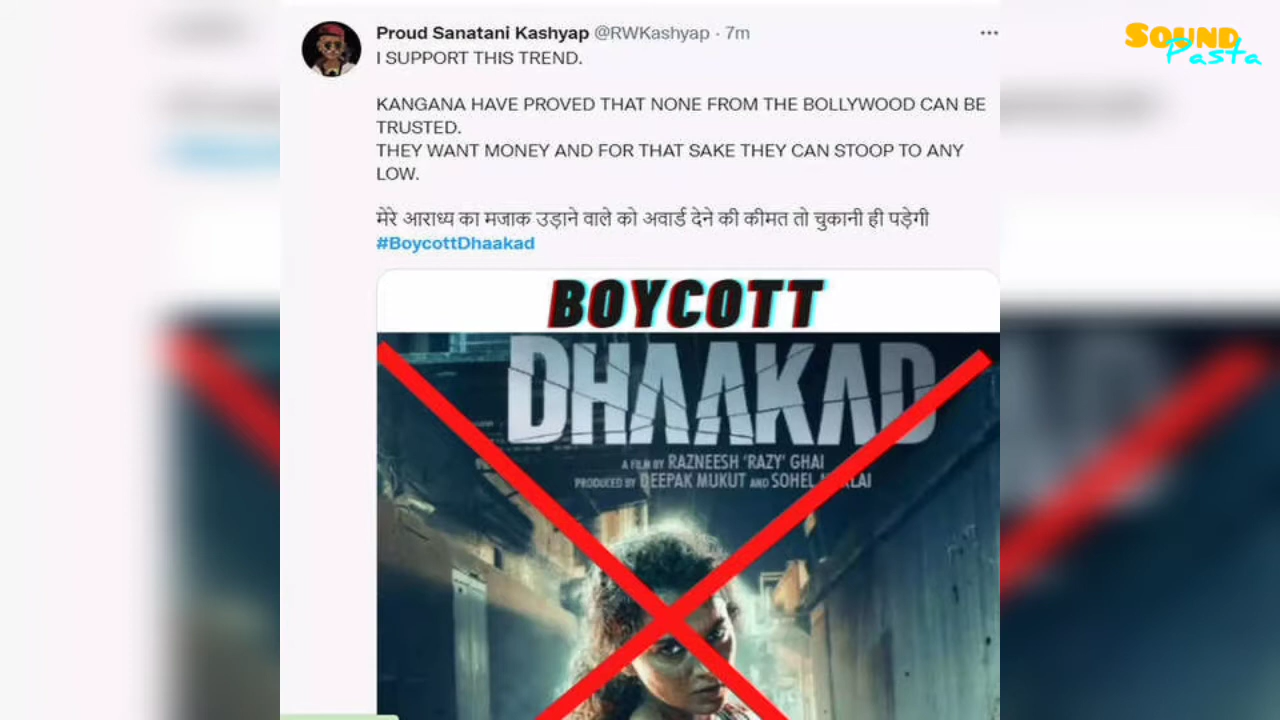 Proud Sanatani Kashyap @RWKashyap · 7m
SOUND
Pasta
I SUPPORT THIS TREND.
KANGANA HAVE PROVED THAT NONE FROM THE BOLLYWOOD CAN BE
TRUSTED.
THEY WANT MONEY AND FOR THAT SAKE THEY CAN STOOP TO ANY
LOW.
मेरे आराध्य का मजाक उड़ाने वाले को अवार्ड देने की कीमत तो चुकानी ही पड़ेगी
#BoycottDhaakad
BOYCOTT
DHAAKAD
A FILM BY RAZNEESH 'RAZY' GHAI
PRODUCED BY DEEPAK MUKUT AND SOHEL